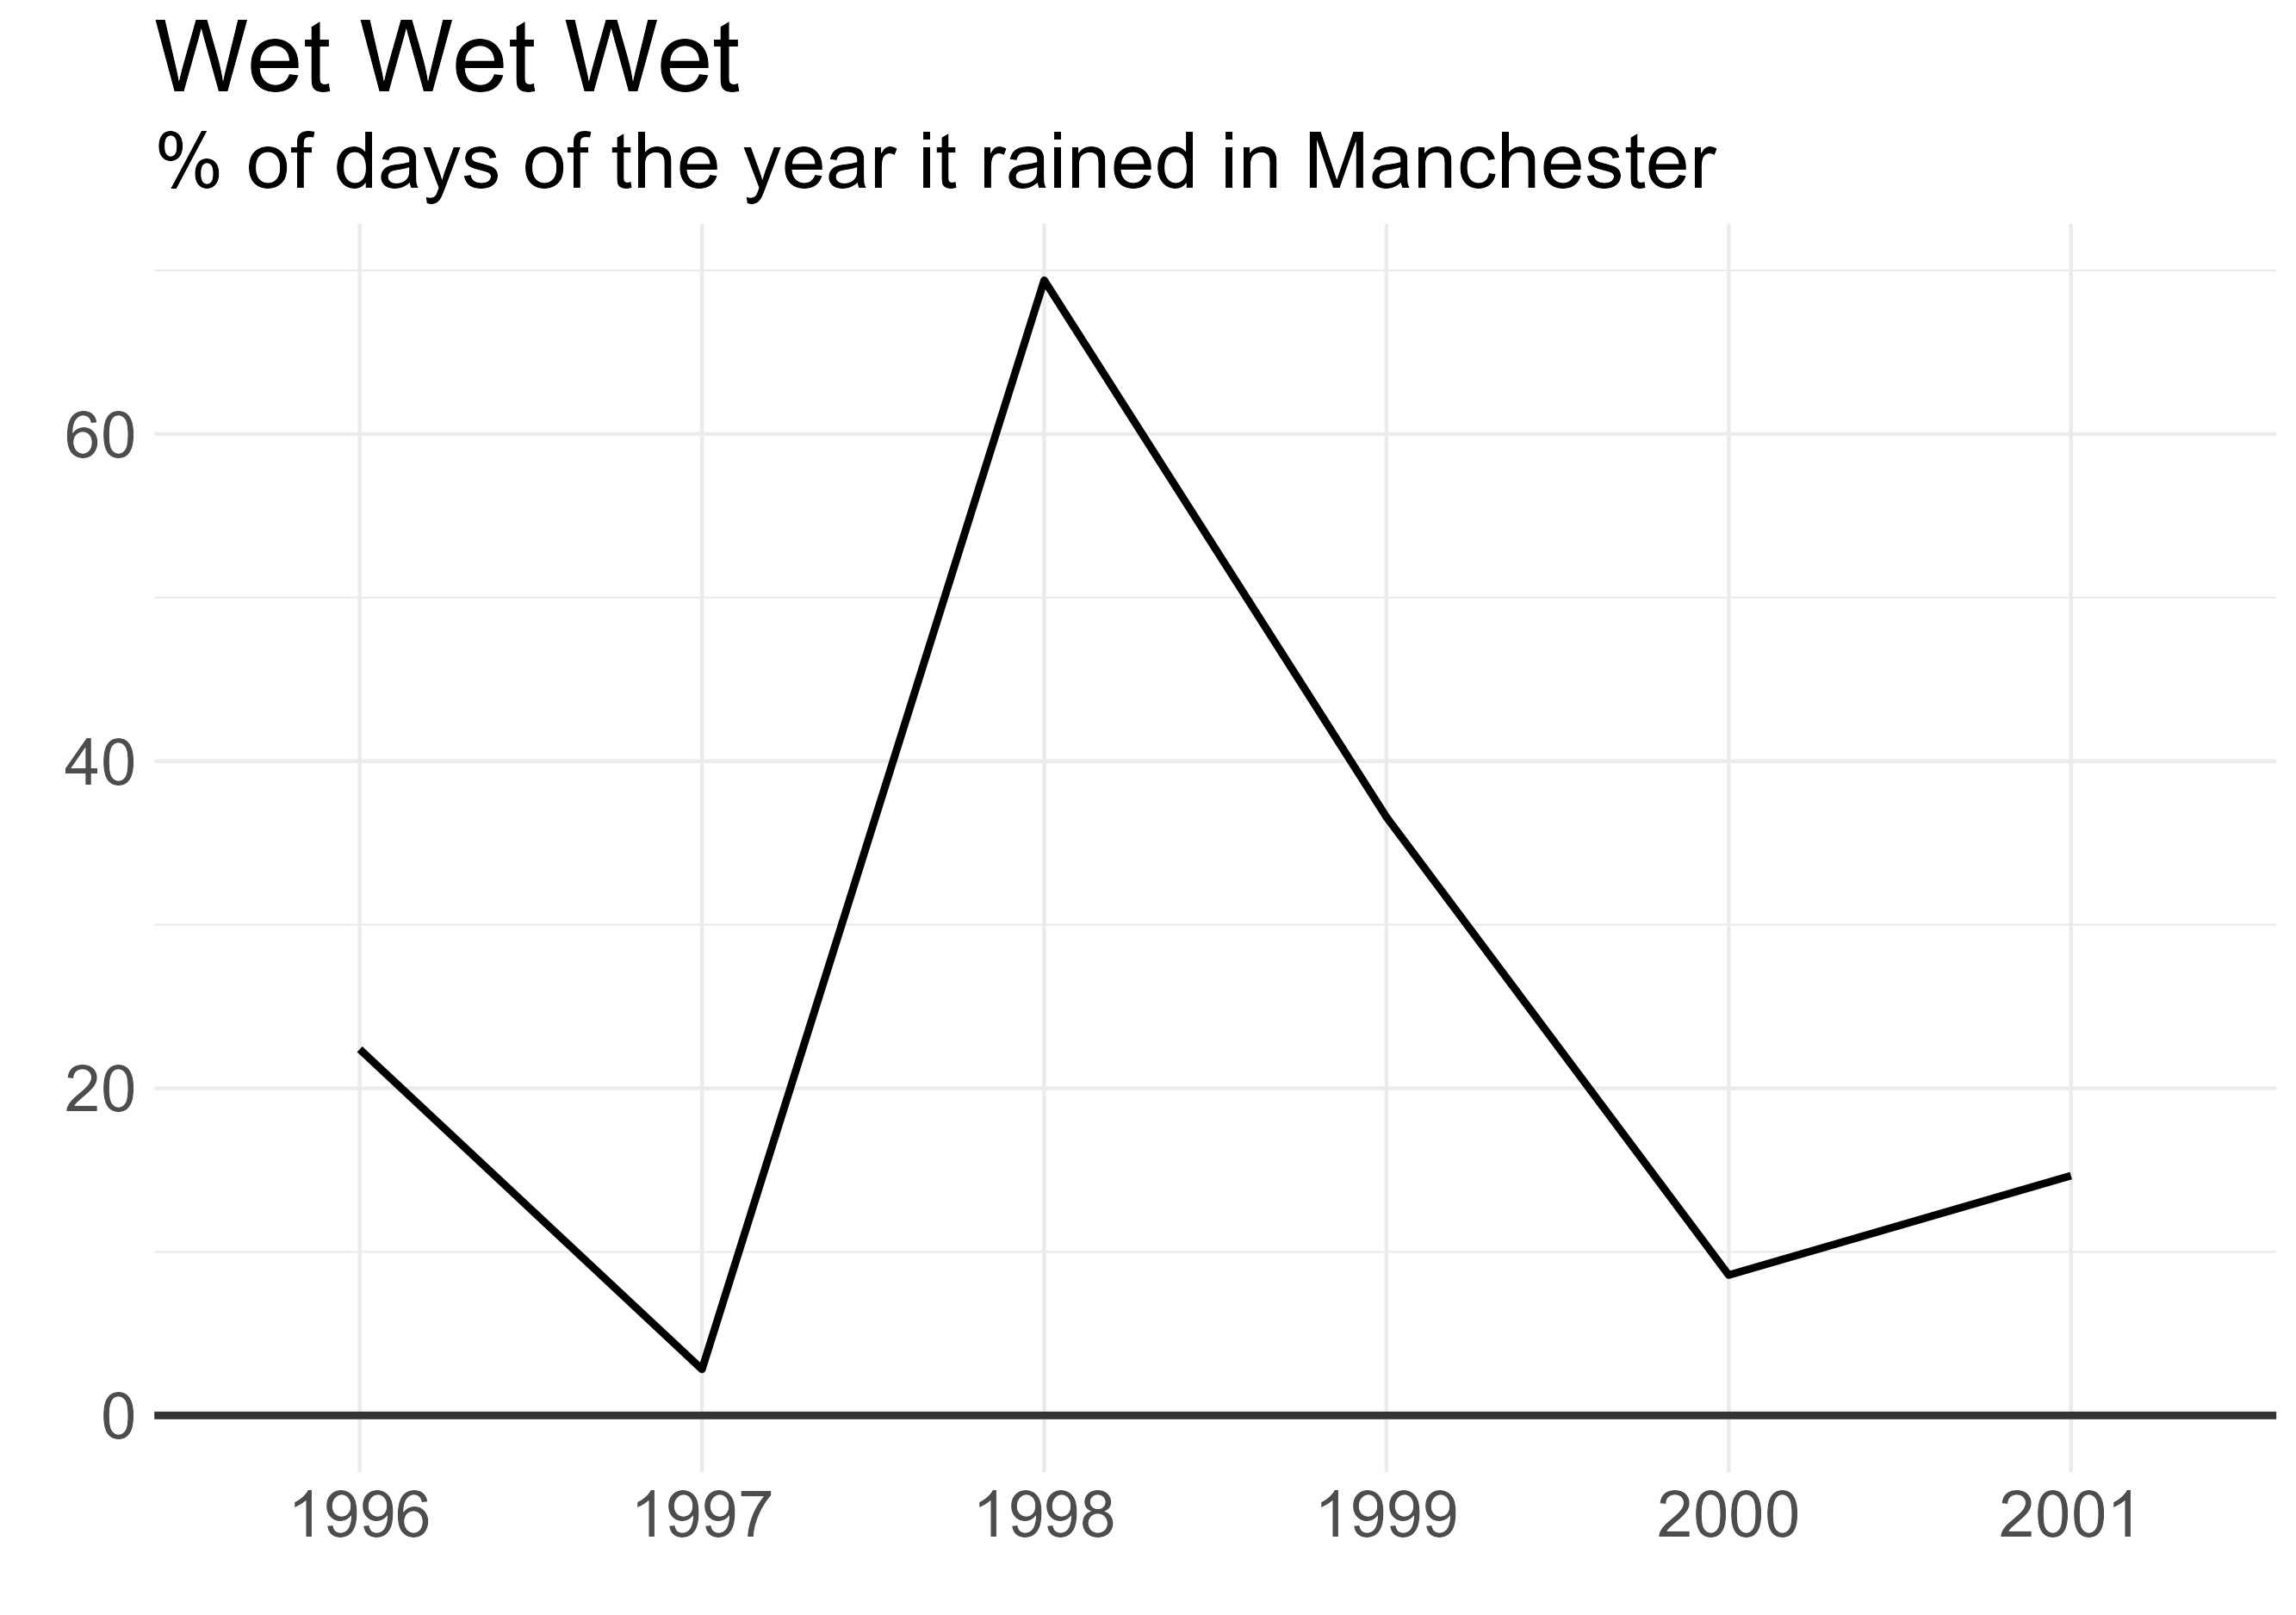 Wet Wet Wet
% of days of the year it rained in Manchester
60
40
20
0
1996 1997 1998 1999 2000 2001